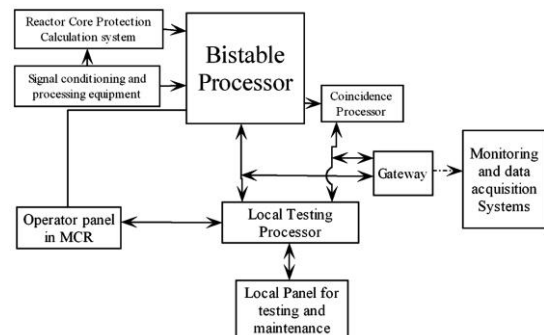 Reactor Core Protection
Calculation system
Signal conditioning and
processing equipment
Bistable
Processor
Coincidence
Processor
Gateway
Monitoring
and data
acquisition
Systems
Operator panel
in MCR
Local Testing
Processor
Local Panel for
testing and
maintenance